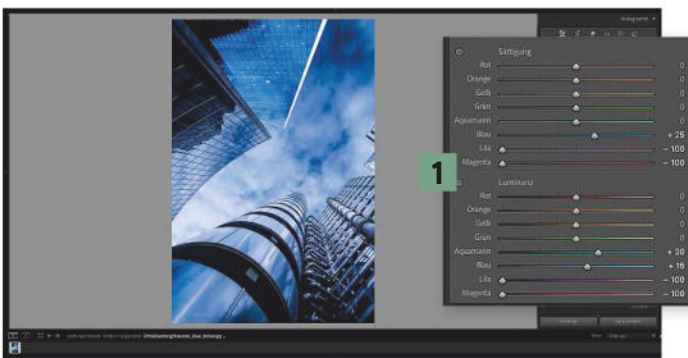 Histogramm
Sättigung
Rot 0
Orange 0
Gelb 0
Grün 0
Aquamarin 0
Blau + 25
Lila - 100
Magenta - 100
1
Luminanz
Rot 0
Orange 0
Gelb 0
Grün 0
Aquamarin + 30
Blau + 15
Lila - 100
Magenta - 100